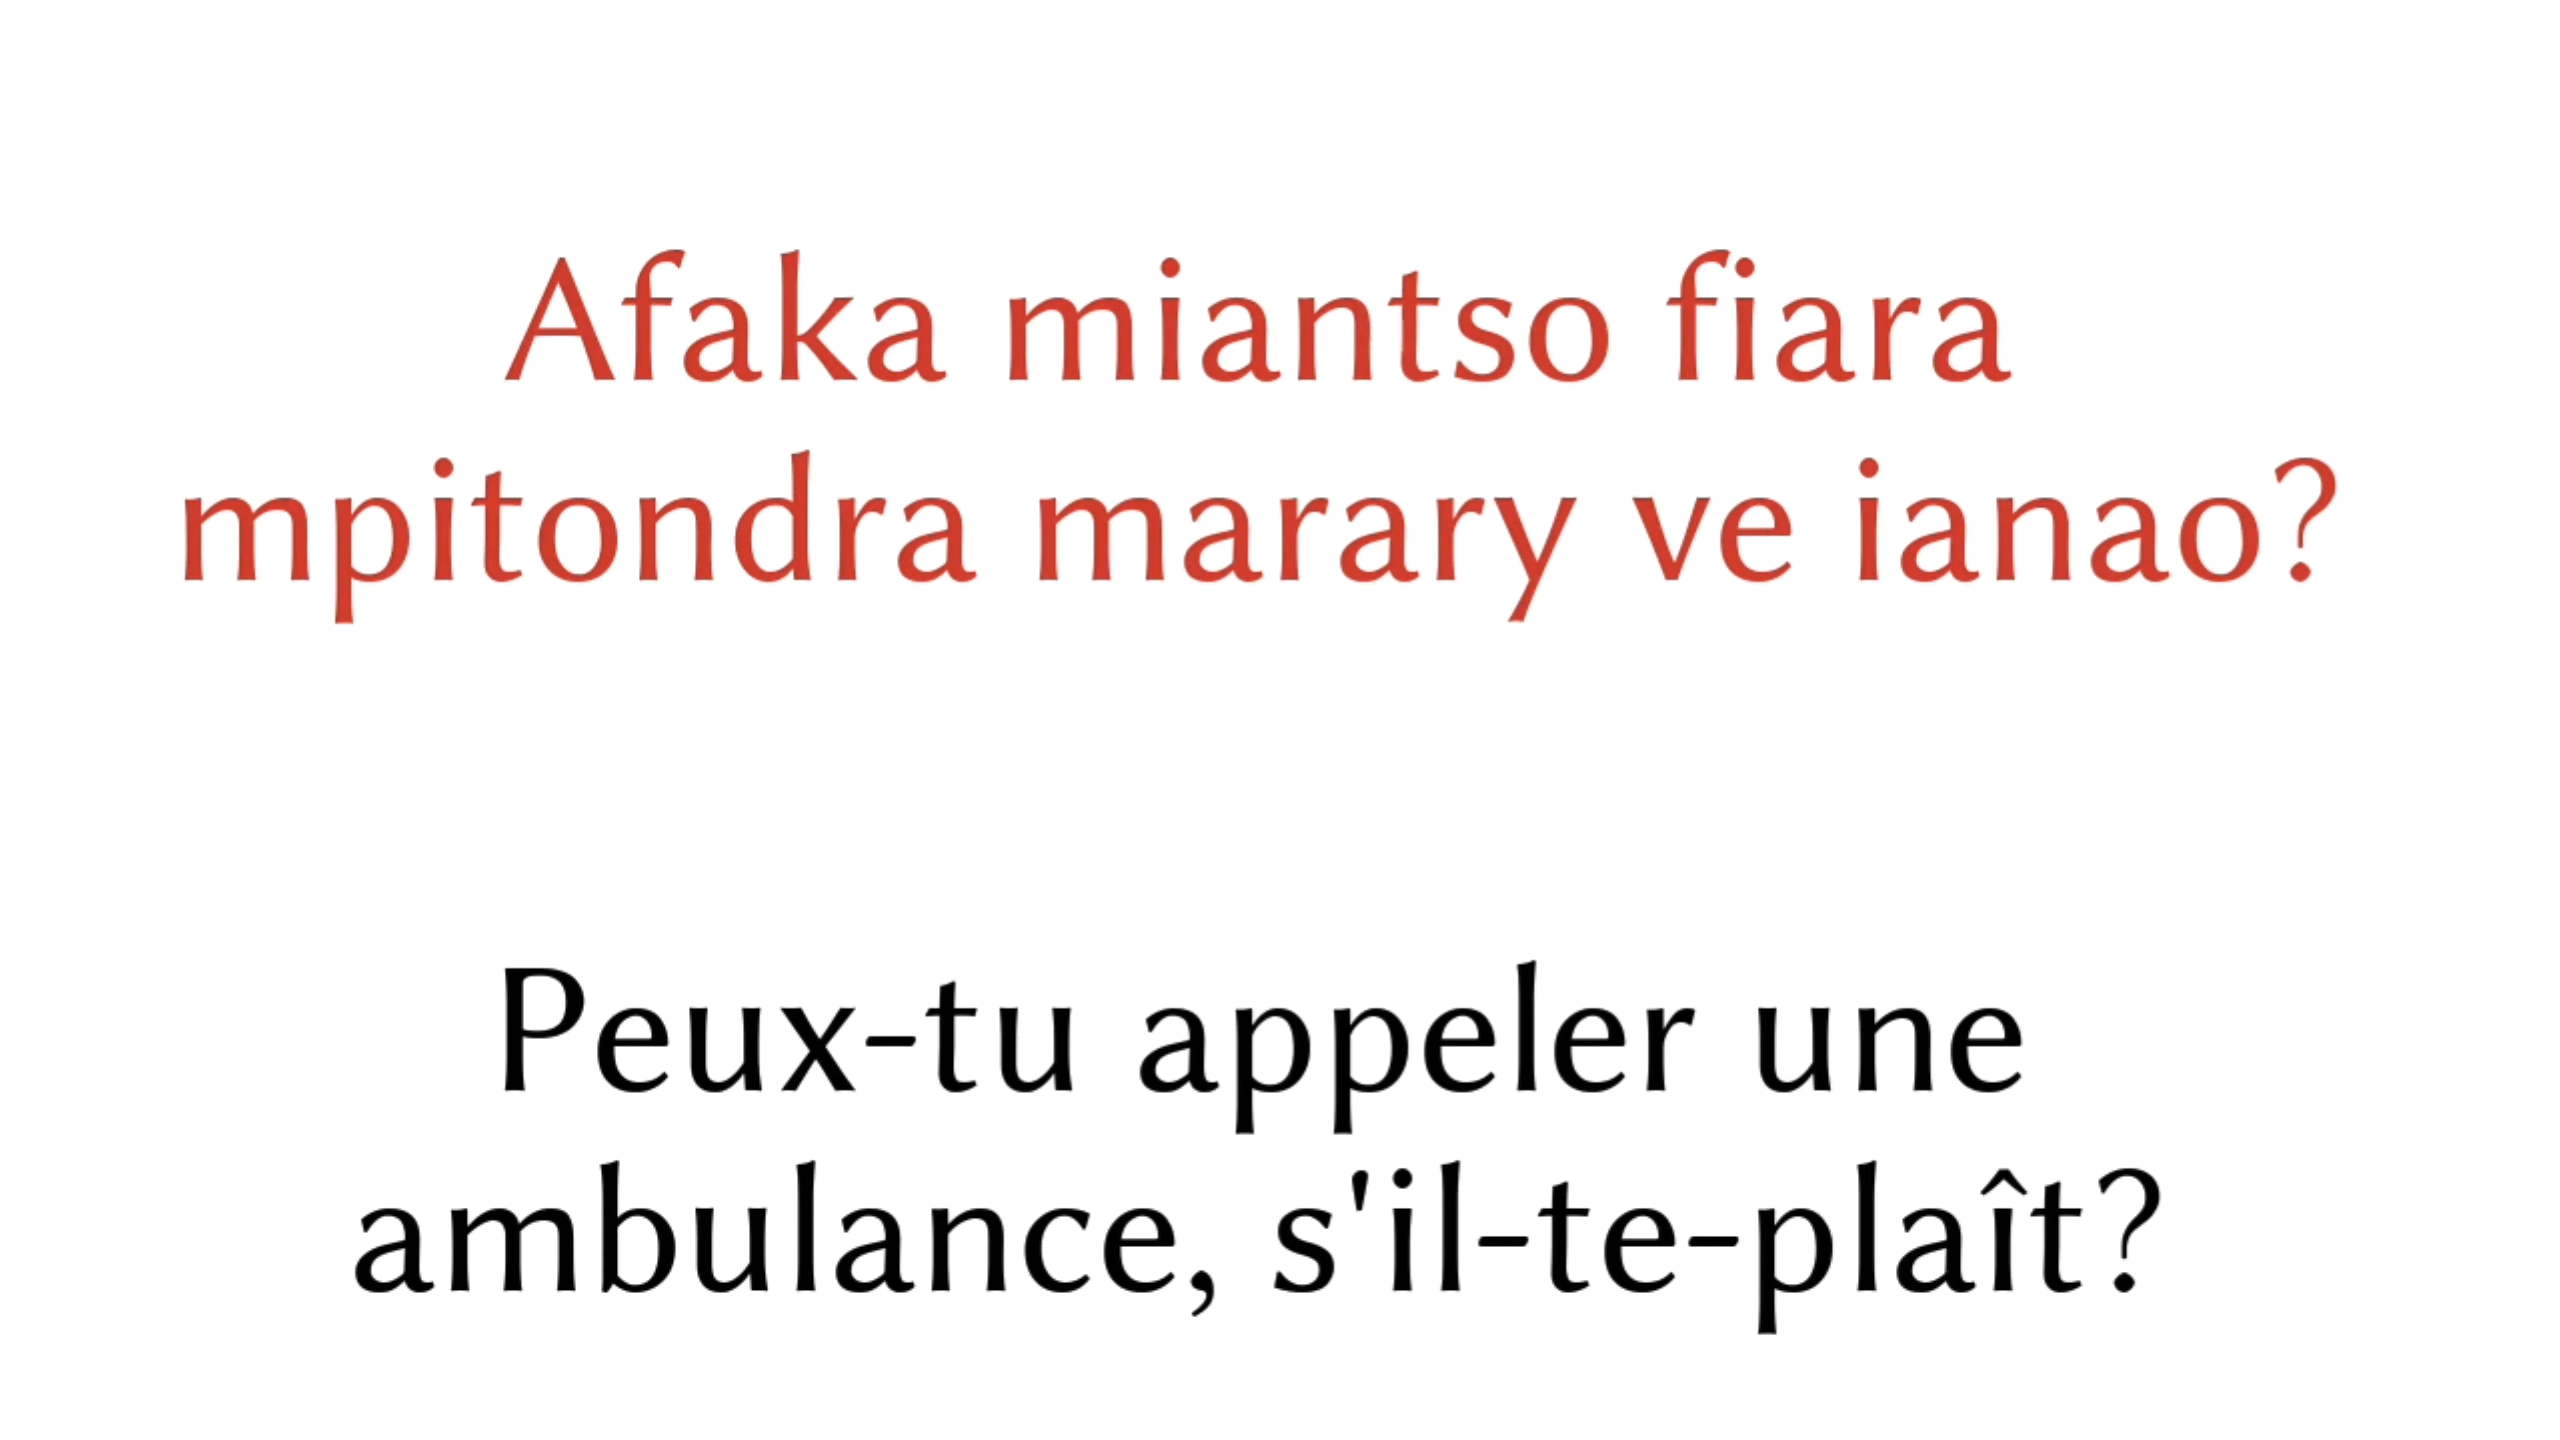 Afaka miantso fiara
mpitondra marary ve ianao?
Peux-tu appeler une
ambulance, s'il-te-plaît?